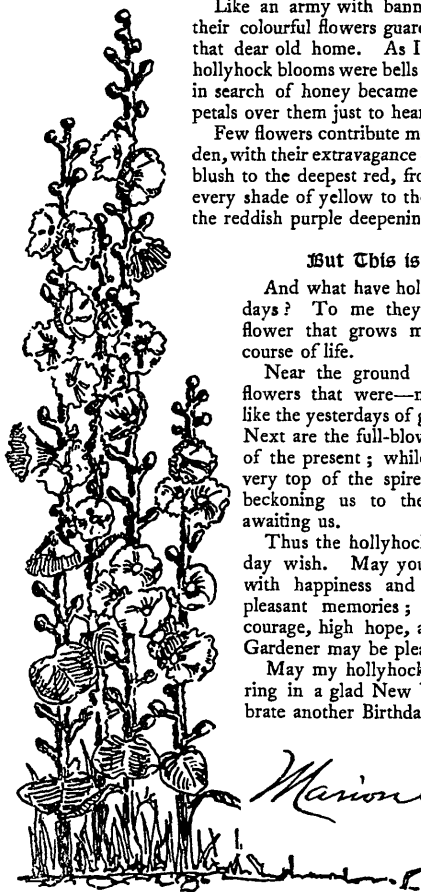 Like an army with bann
their colourful flowers guar
that dear old home. As I
hollyhock blooms were bells
in search of honey became
petals over them just to hear
Few flowers contribute m
den, with their extravagance
blush to the deepest red, fro
every shade of yellow to th
the reddish purple deepenin
But This is
And what have hol
days? To me they
flower that grows m
course of life.
Near the ground
flowers that were—n
like the yesterdays of g
Next are the full-blow
of the present; while
very top of the spire
beckoning us to the
awaiting us.
Thus the hollyhock
day wish. May you
with happiness and
pleasant memories;
courage, high hope, a
Gardener may be plea
May my hollyhock
ring in a glad New
brate another Birthda
Marion